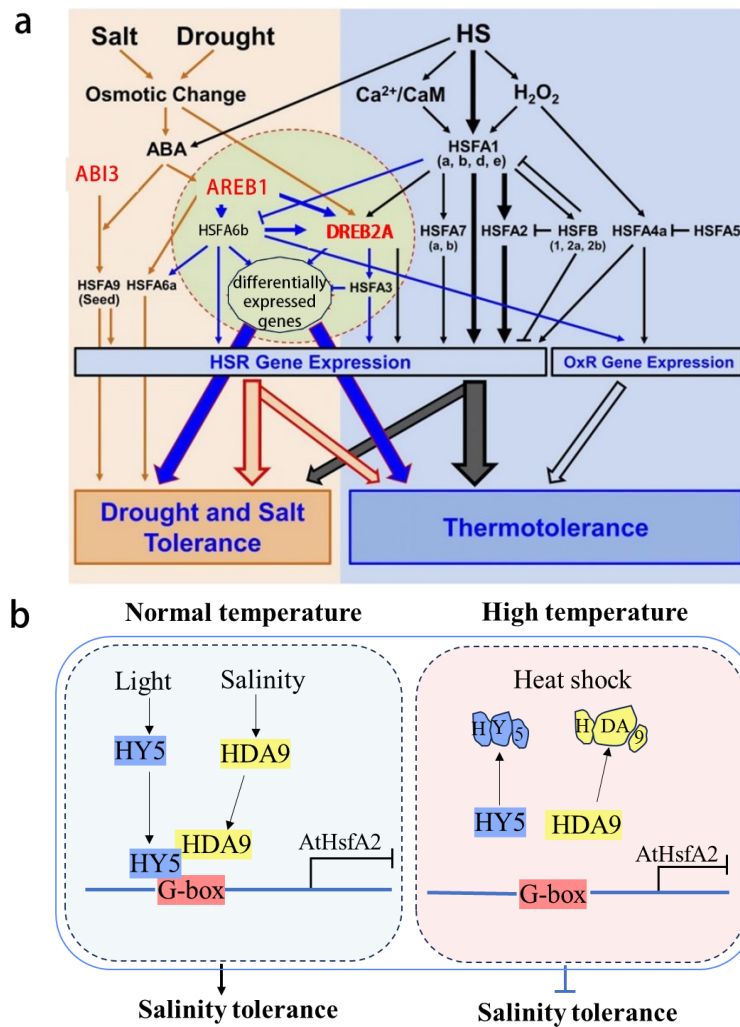 a
Salt Drought HS
Osmotic Change Ca²⁺/CaM H₂O₂
ABA HSFA1
(a, b, d, e)
ABI3 AREB1
HSFA6b DREB2A HSFA7
(a, b) HSFA2 HSFB
(1, 2a, 2b) HSFA4a HSFA5
HSFA9
(Seed) HSFA6a differentially
expressed
genes HSFA3
HSR Gene Expression OxR Gene Expression
Drought and Salt
Tolerance Thermotolerance
b
Normal temperature High temperature
Light Salinity Heat shock
HY5 HDA9 H Y 5 H DA 9
HY5 HDA9
HDA9 AtHsfA2 AtHsfA2
HY5
G-box G-box
Salinity tolerance Salinity tolerance